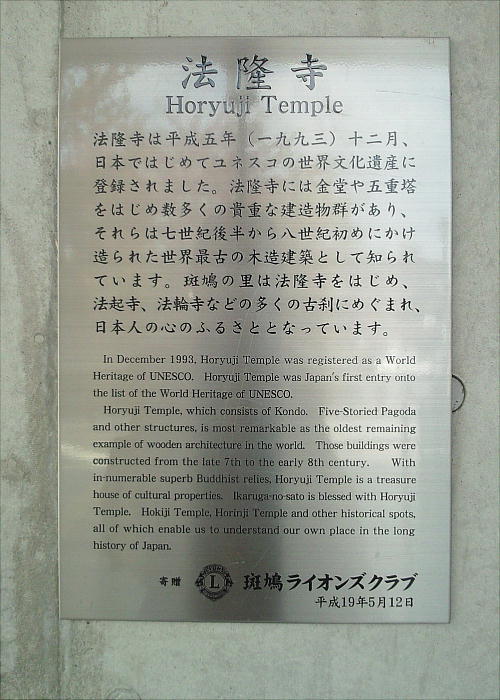 法隆寺
Horyuji Temple
法隆寺は平成五年（一九九三）十二月、
日本ではじめてユネスコの世界文化遺産に
登録されました。法隆寺には金堂や五重塔
をはじめ数多くの貴重な建造物群があり、
それらは七世紀後半から八世紀初めにかけ
造られた世界最古の木造建築として知られ
ています。斑鳩の里は法隆寺をはじめ、
法起寺、法輪寺などの多くの古刹にめぐまれ、
日本人の心のふるさととなっています。
In December 1993, Horyuji Temple was registered as a World
Heritage of UNESCO. Horyuji Temple was Japan's first entry onto
the list of the World Heritage of UNESCO.
Horyuji Temple, which consists of Kondo. Five-Storied Pagoda
and other structures, is most remarkable as the oldest remaining
example of wooden architecture in the world. Those buildings were
constructed from the late 7th to the early 8th century. With
in-numerable superb Buddhist relies, Horyuji Temple is a treasure
house of cultural properties. Ikaruga-no-sato is blessed with Horyuji
Temple. Hokiji Temple, Horinji Temple and other historical spots,
all of which enable us to understand our own place in the long
history of Japan.
寄贈 L 斑鳩ライオンズクラブ
平成19年5月12日